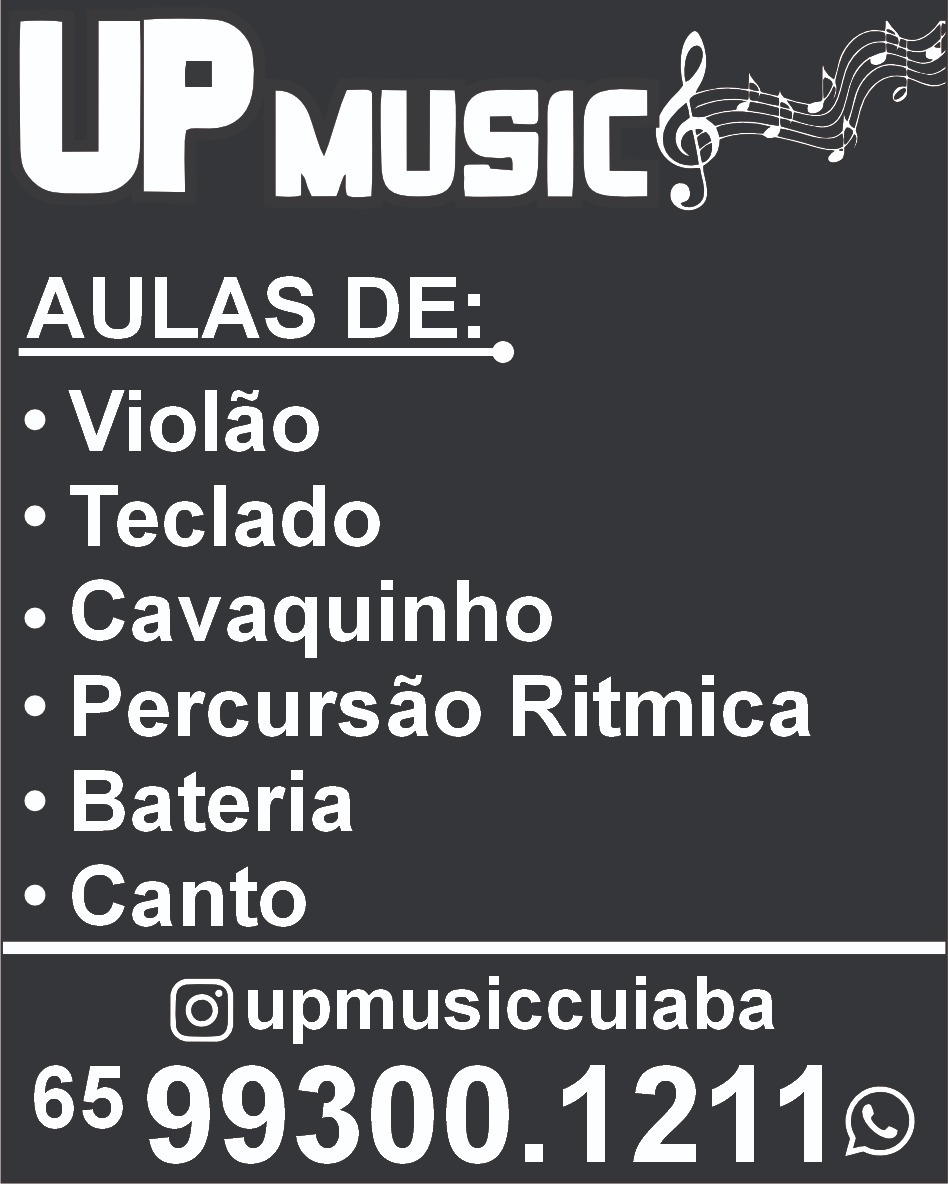 UP MUSIC
AULAS DE:
• Violão
• Teclado
• Cavaquinho
• Percursão Ritmica
• Bateria
• Canto
upmusiccuiaba
65 99300.1211